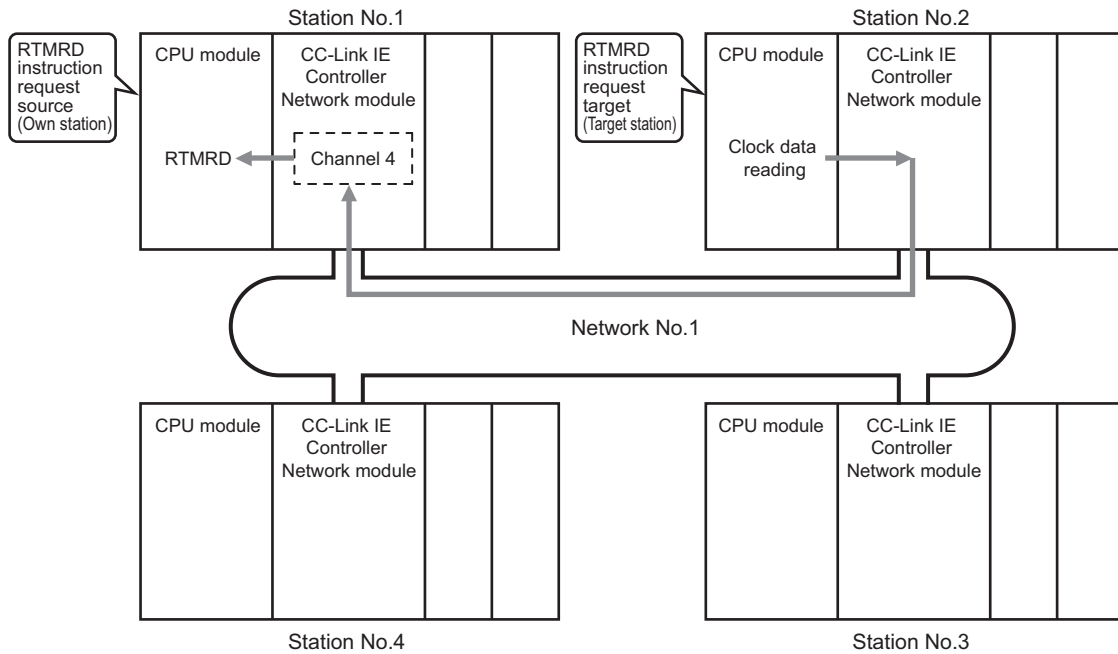 Station No.1
Station No.2
RTMRD
instruction
request
source
(Own station)
CPU module
CC-Link IE
Controller
Network module
RTMRD
Channel 4
RTMRD
instruction
request
target
(Target station)
CPU module
CC-Link IE
Controller
Network module
Clock data
reading
Network No.1
CPU module
CC-Link IE
Controller
Network module
CPU module
CC-Link IE
Controller
Network module
Station No.4
Station No.3